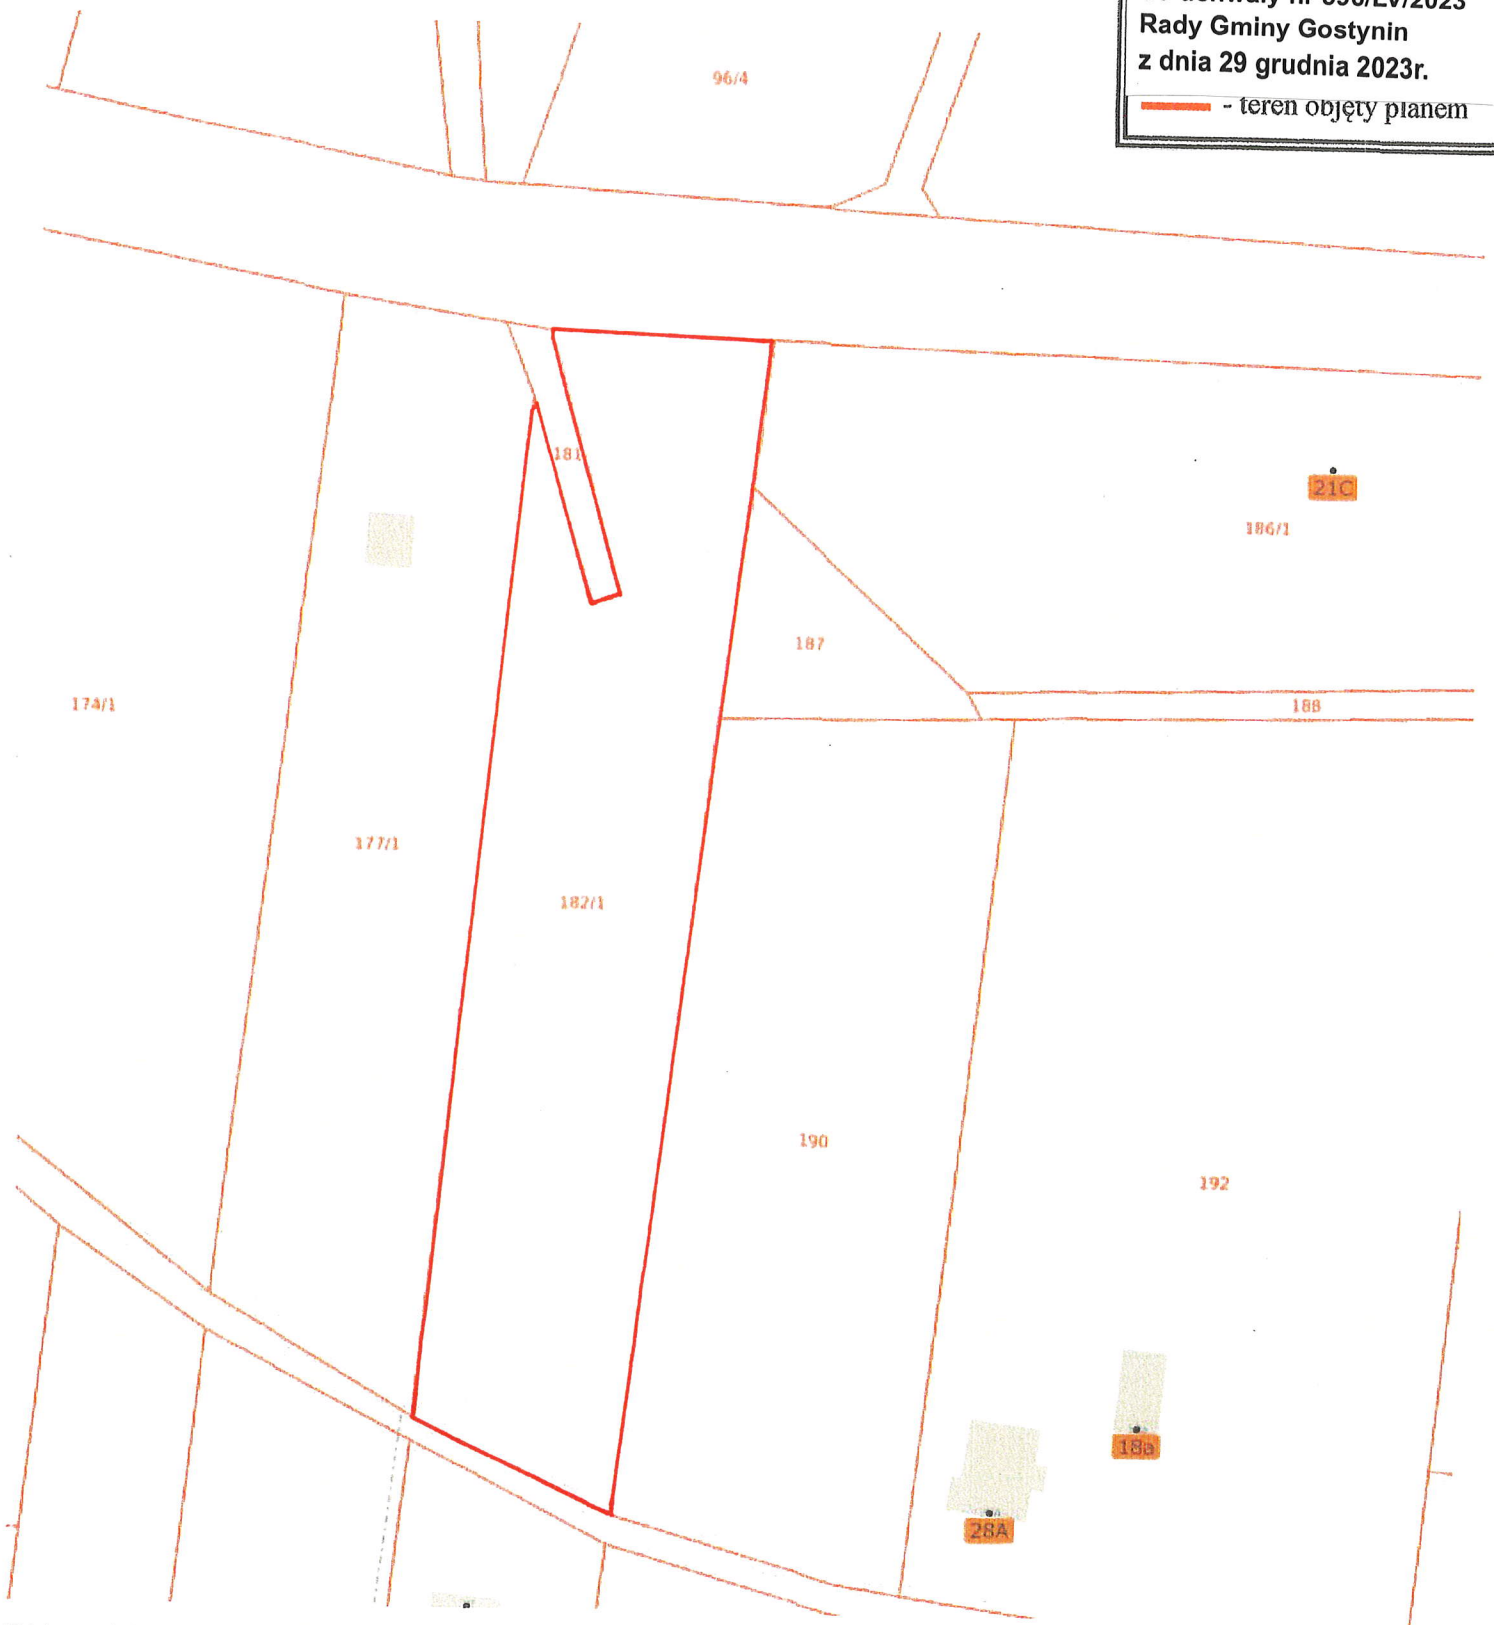 Rady Gminy Gostynin
z dnia 29 grudnia 2023r.
- teren objęty planem
96/4
181
21C
186/1
187
174/1
188
177/1
182/1
190
192
18a
28A